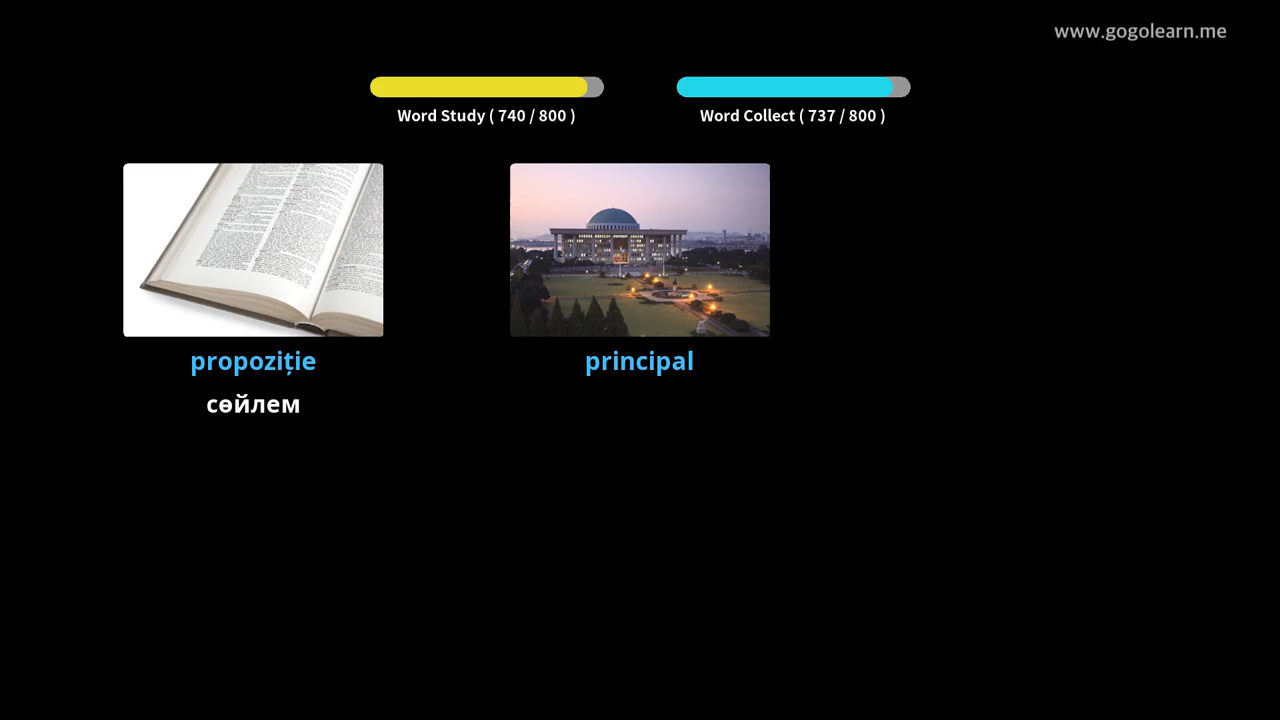 www.gogolearn.me
Word Study ( 740 / 800 )
Word Collect ( 737 / 800 )
propoziție
principal
сөйлем